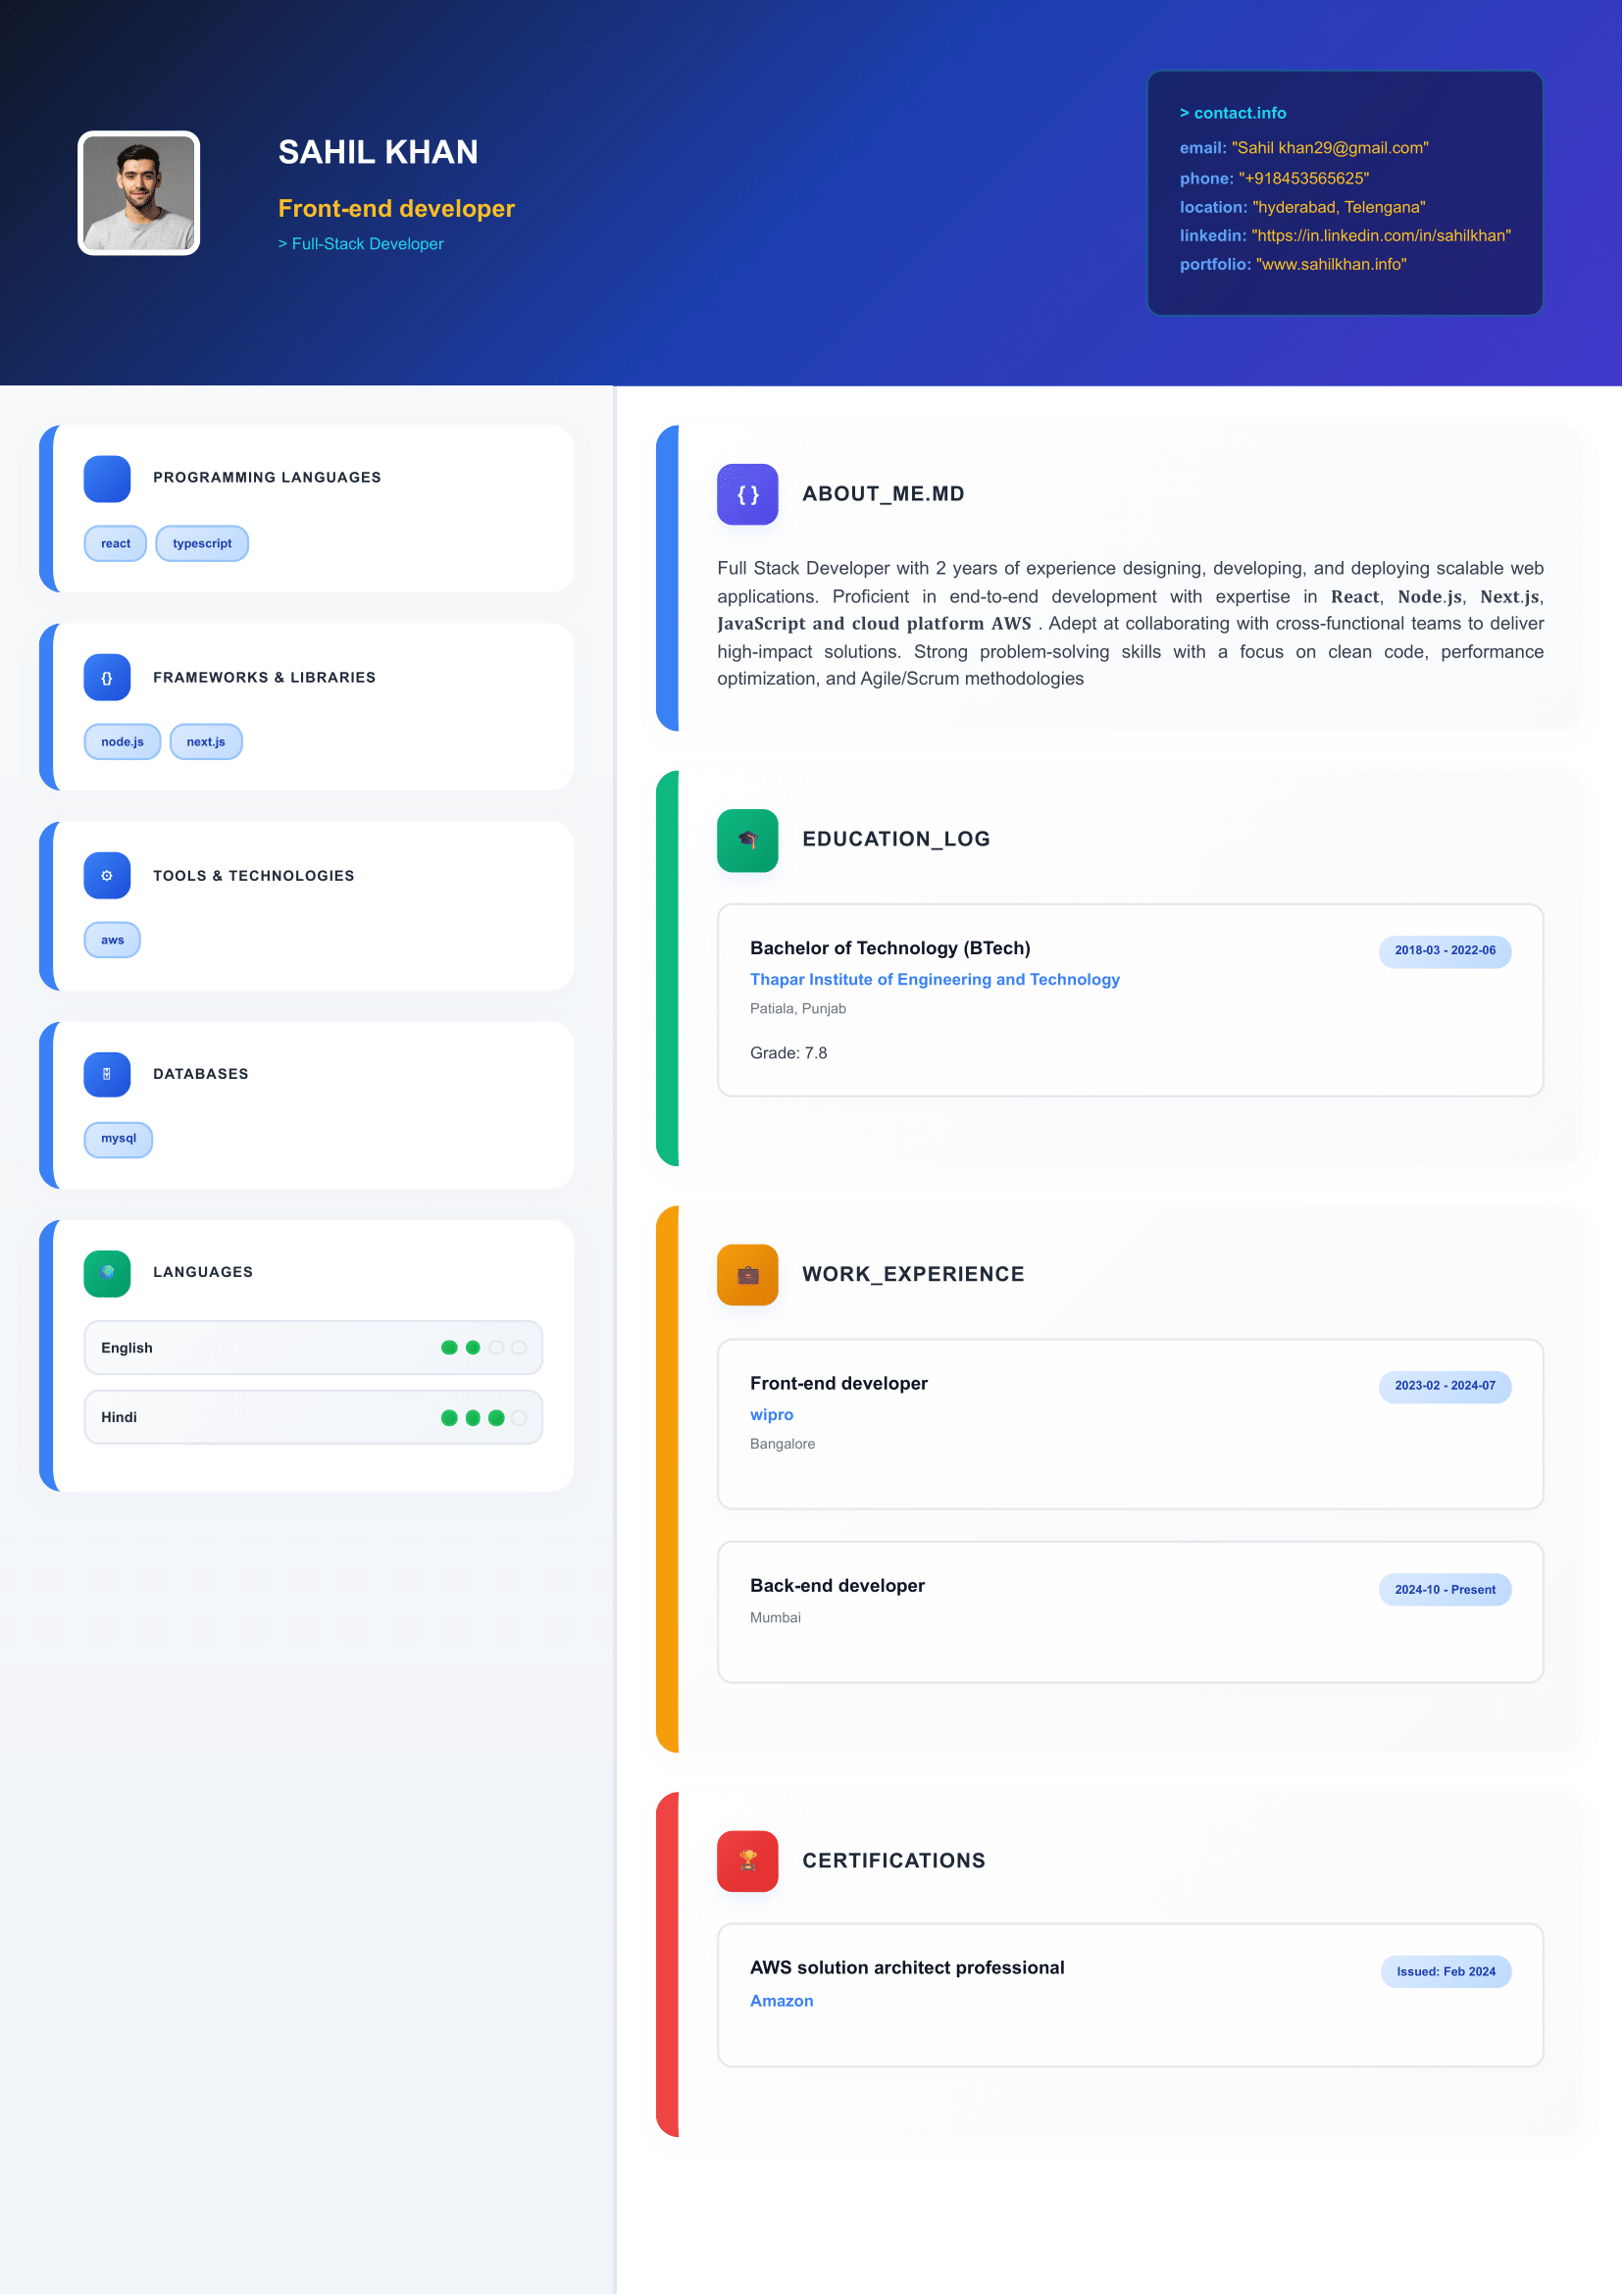 SAHIL KHAN
Front-end developer
> Full-Stack Developer
> contact.info
email: "Sahil khan29@gmail.com"
phone: "+918453565625"
location: "hyderabad, Telengana"
linkedin: "https://in.linkedin.com/in/sahilkhan"
portfolio: "www.sahilkhan.info"
PROGRAMMING LANGUAGES
react typescript
{} FRAMEWORKS & LIBRARIES
node.js next.js
TOOLS & TECHNOLOGIES
aws
DATABASES
mysql
LANGUAGES
English
Hindi
{ } ABOUT_ME.MD
Full Stack Developer with 2 years of experience designing, developing, and deploying scalable web
applications. Proficient in end-to-end development with expertise in React, Node.js, Next.js,
JavaScript and cloud platform AWS . Adept at collaborating with cross-functional teams to deliver
high-impact solutions. Strong problem-solving skills with a focus on clean code, performance
optimization, and Agile/Scrum methodologies
EDUCATION_LOG
Bachelor of Technology (BTech) 2018-03 - 2022-06
Thapar Institute of Engineering and Technology
Patiala, Punjab
Grade: 7.8
WORK_EXPERIENCE
Front-end developer 2023-02 - 2024-07
wipro
Bangalore
Back-end developer 2024-10 - Present
Mumbai
CERTIFICATIONS
AWS solution architect professional Issued: Feb 2024
Amazon